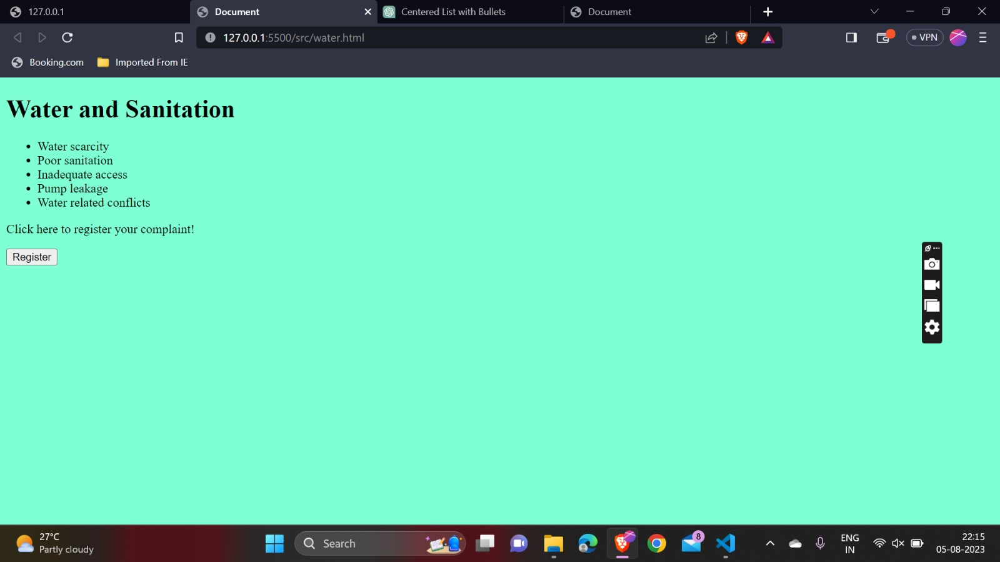 127.0.0.1
Document
Centered List with Bullets
Document
127.0.0.1:5500/src/water.html
VPN
Booking.com
Imported From IE
Water and Sanitation
Water scarcity
Poor sanitation
Inadequate access
Pump leakage
Water related conflicts
Click here to register your complaint!
Register
27°C
Partly cloudy
Search
8
ENG
IN
22:15
05-08-2023